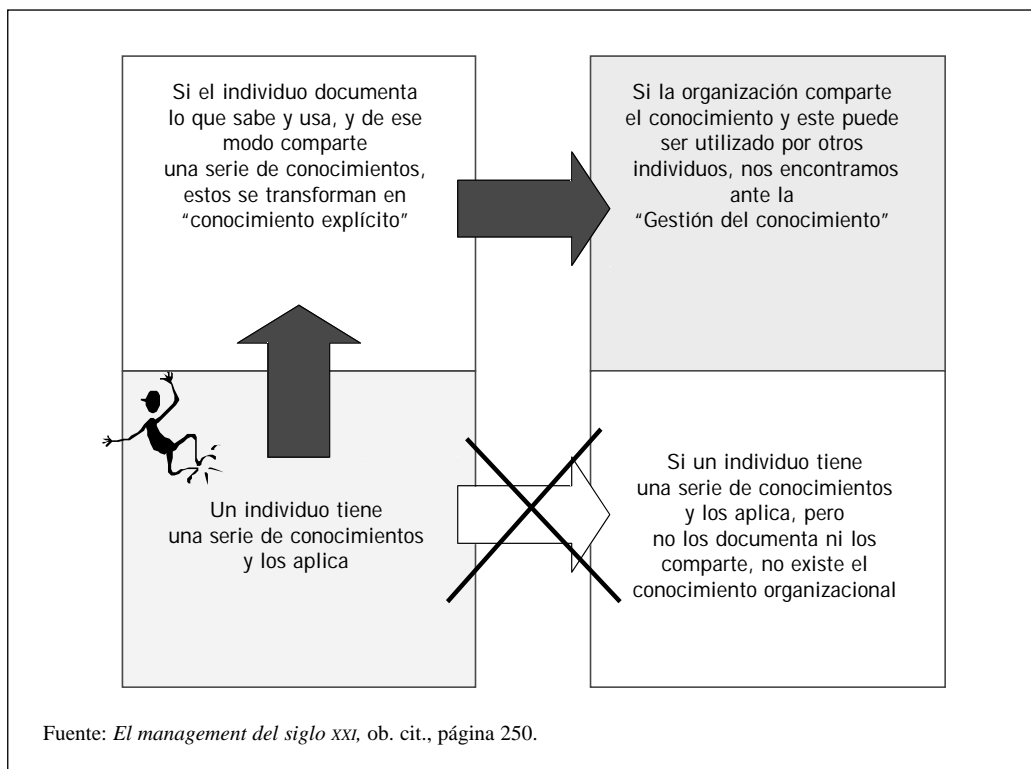 Si el individuo documenta
lo que sabe y usa, y de ese
modo comparte
una serie de conocimientos,
estos se transforman en
“conocimiento explícito”
Si la organización comparte
el conocimiento y este puede
ser utilizado por otros
individuos, nos encontramos
ante la
“Gestión del conocimiento”
Un individuo tiene
una serie de conocimientos
y los aplica
Si un individuo tiene
una serie de conocimientos
y los aplica, pero
no los documenta ni los
comparte, no existe el
conocimiento organizacional
Fuente: El management del siglo XXI, ob. cit., página 250.